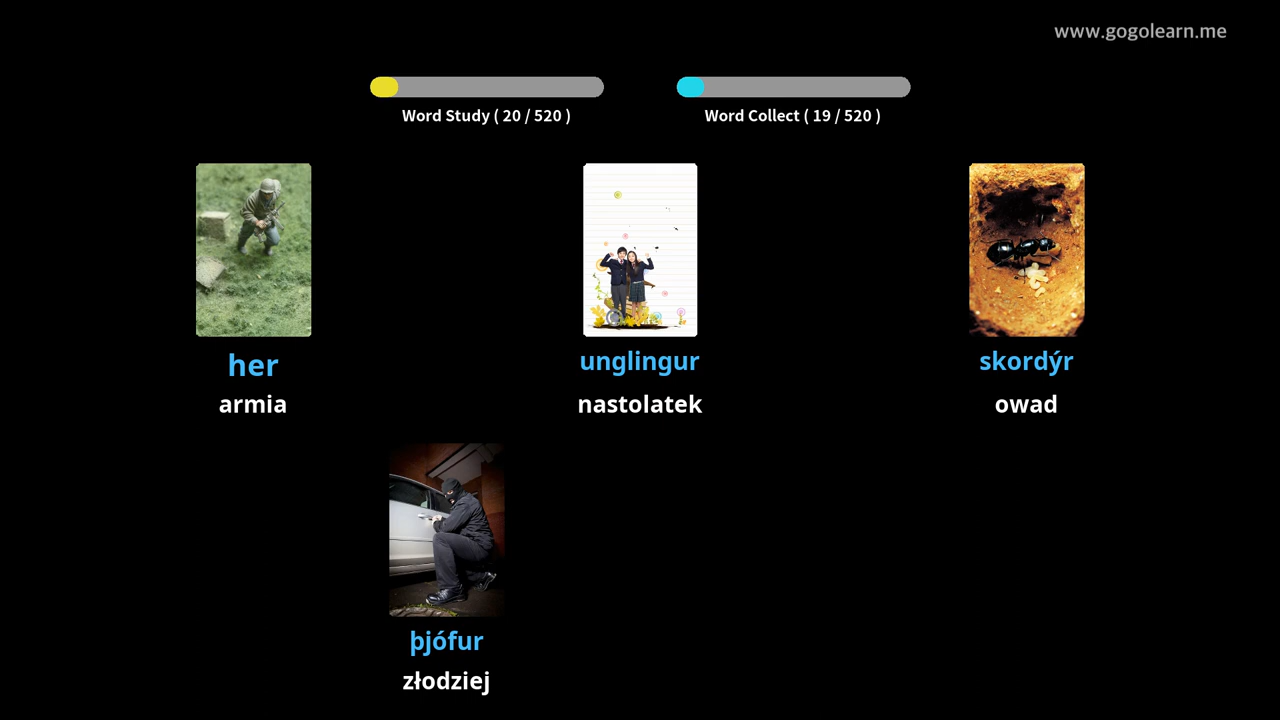 www.gogolearn.me
Word Study ( 20 / 520 )
Word Collect ( 19 / 520 )
her
armia
unglingur
nastolatek
skordýr
owad
þjófur
złodziej